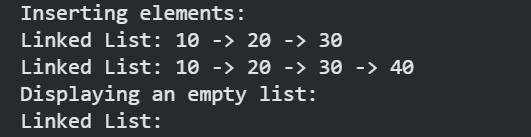 Inserting elements:
Linked List: 10 -> 20 -> 30
Linked List: 10 -> 20 -> 30 -> 40
Displaying an empty list:
Linked List: